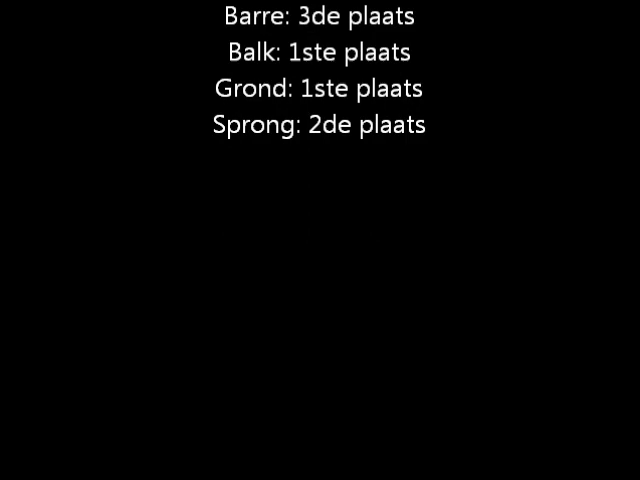 Barre: 3de plaats
Balk: 1ste plaats
Grond: 1ste plaats
Sprong: 2de plaats